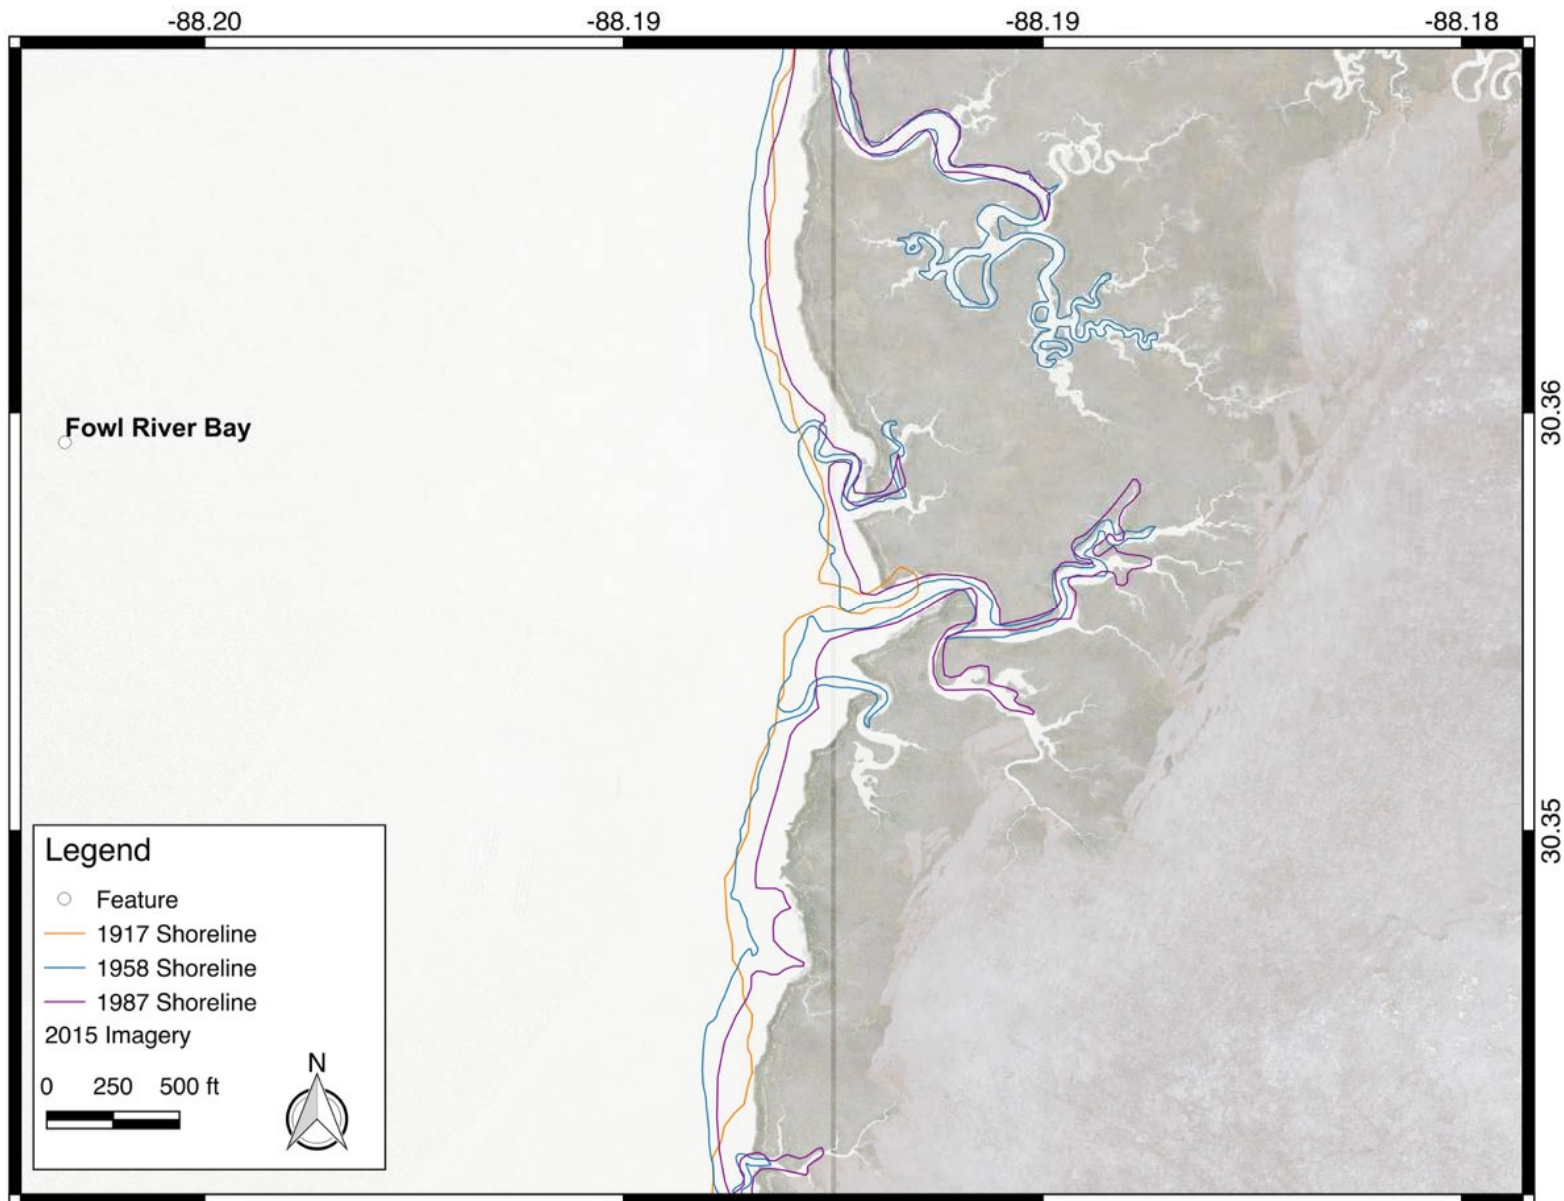 -88.20 -88.19 -88.19 -88.18
30.36
Fowl River Bay
30.35
Legend
Feature
1917 Shoreline
1958 Shoreline
1987 Shoreline
2015 Imagery
N
0 250 500 ft